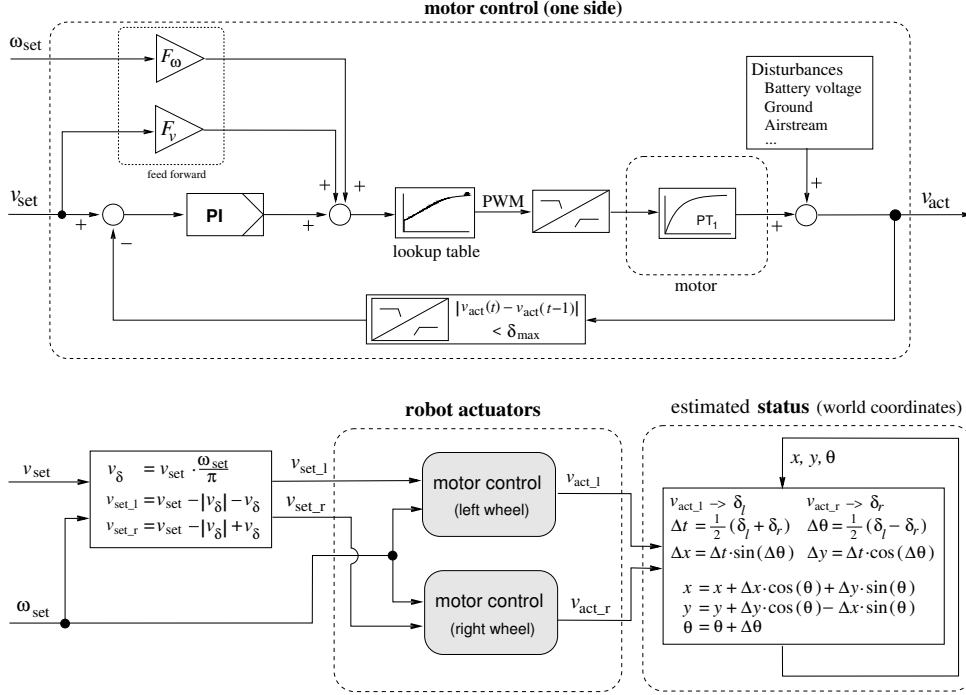 motor control (one side)
ω_set
F_ω
F_v
feed forward
Disturbances
Battery voltage
Ground
Airstream
...
v_set
+
−
PI
+
+
+
lookup table
PWM
PT₁
motor
+
+
v_act
|v_act(t) − v_act(t−1)|
< δ_max
robot actuators
estimated status (world coordinates)
v_set
ω_set
v_δ = v_set · ω_set/π
v_set_l = v_set − |v_δ| − v_δ
v_set_r = v_set − |v_δ| + v_δ
v_set_l
v_set_r
motor control
(left wheel)
motor control
(right wheel)
v_act_l
v_act_r
x, y, θ
v_act_l -> δ_l v_act_r -> δ_r
Δt = 1/2 (δ_l + δ_r) Δθ = 1/2 (δ_l − δ_r)
Δx = Δt·sin(Δθ) Δy = Δt·cos(Δθ)
x = x + Δx·cos(θ) + Δy·sin(θ)
y = y + Δy·cos(θ) − Δx·sin(θ)
θ = θ + Δθ